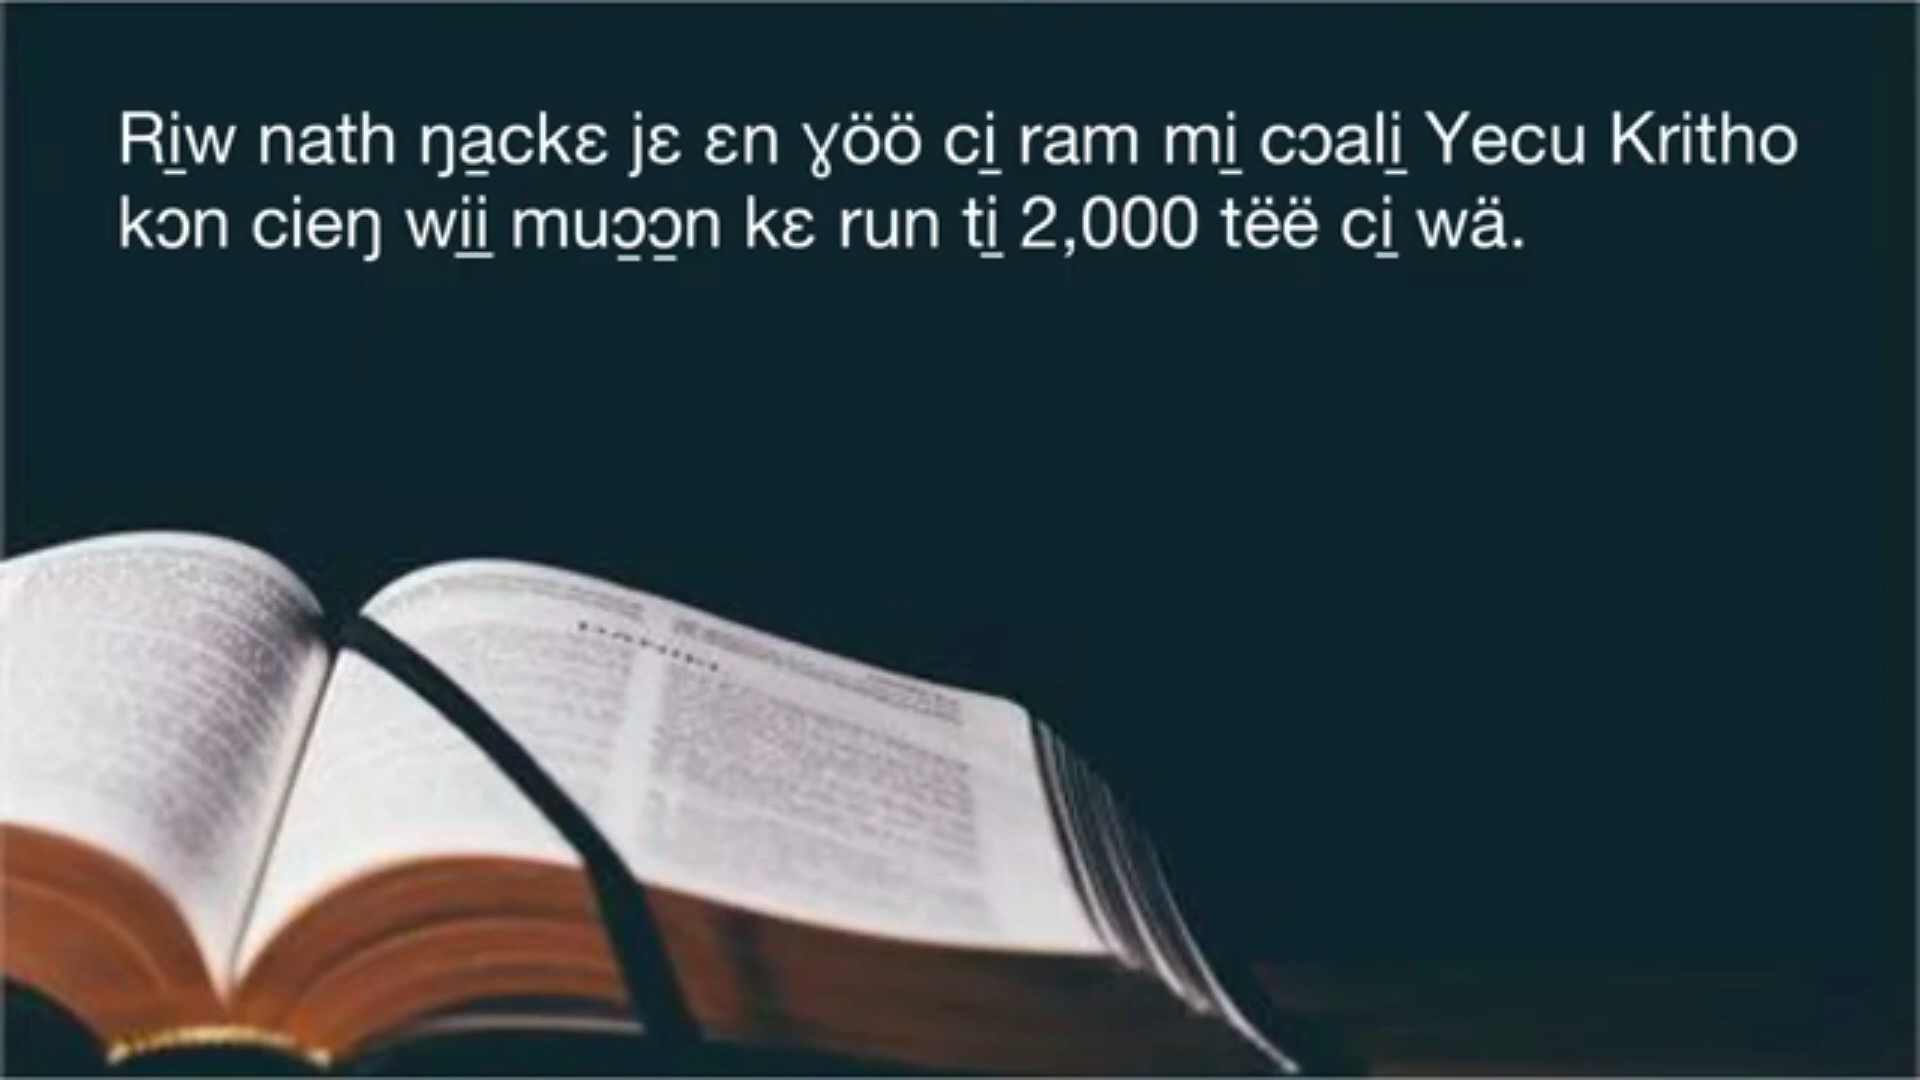 Ri̱w nath ŋa̱ckɛ jɛ ɛn ɣöö ci̱ ram mi̱ cɔali̱ Yecu Kritho
kɔn cieŋ wi̱i̱ muɔ̱ɔ̱n kɛ run ti̱ 2,000 tëë ci̱ wä.